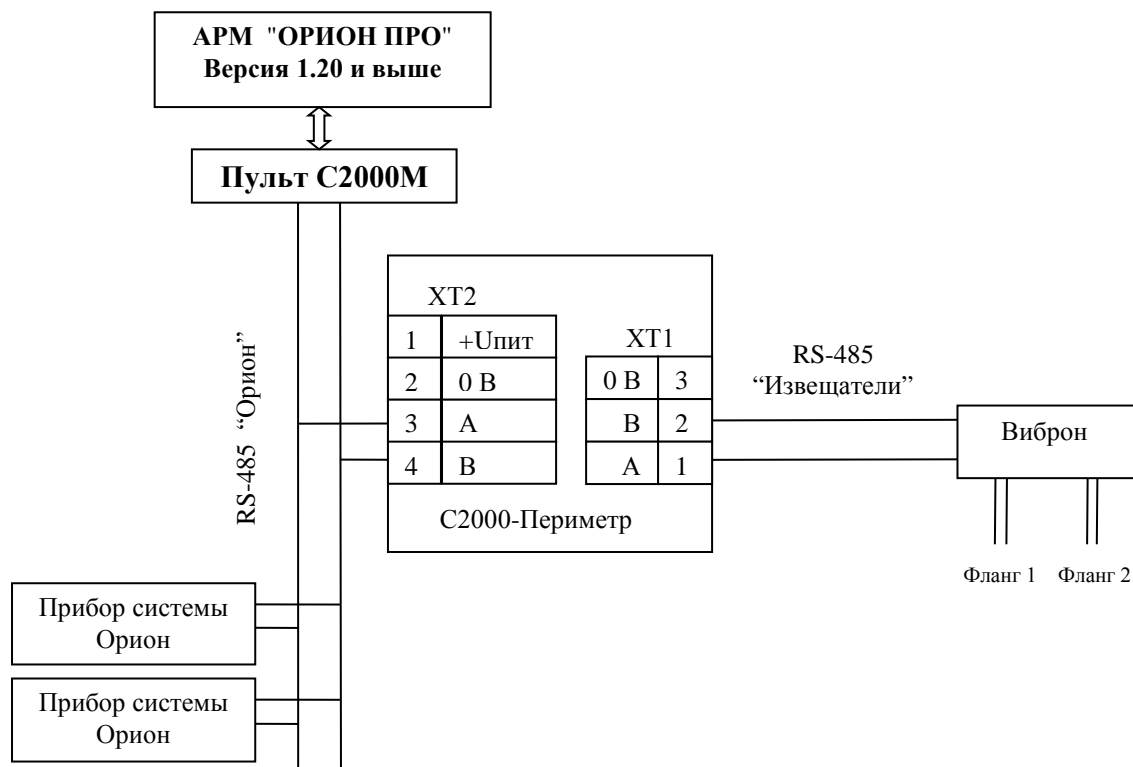 АРМ "ОРИОН ПРО"
Версия 1.20 и выше
Пульт С2000М
RS-485 “Орион”
XT2
1 +Uпит
2 0 В
3 А
4 В
XT1
0 В 3
В 2
А 1
С2000-Периметр
RS-485
“Извещатели”
Виброн
Фланг 1 Фланг 2
Прибор системы
Орион
Прибор системы
Орион